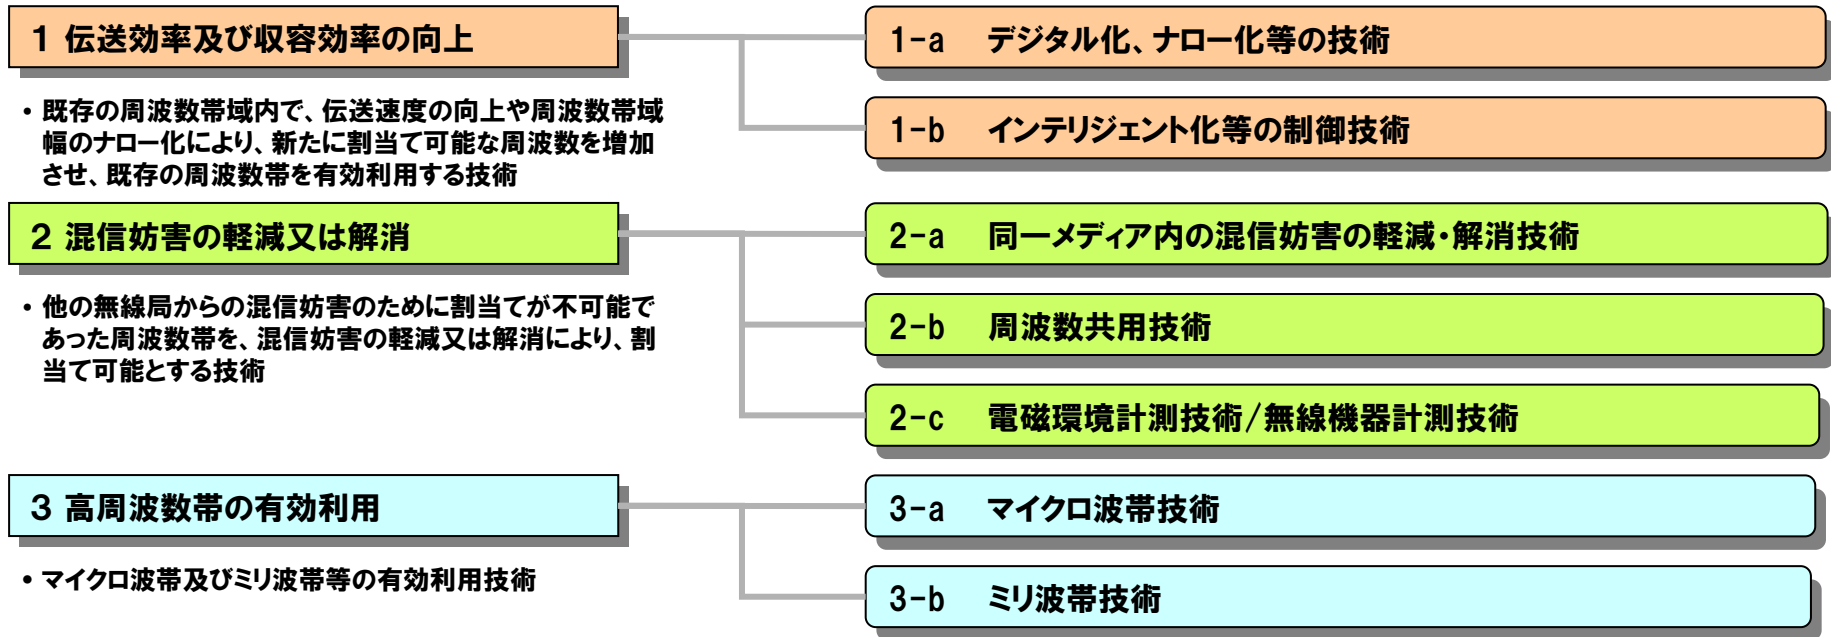 1 伝送効率及び収容効率の向上
1-a デジタル化、ナロー化等の技術
・既存の周波数帯域内で、伝送速度の向上や周波数帯域
幅のナロー化により、新たに割当て可能な周波数を増加
させ、既存の周波数帯を有効利用する技術
1-b インテリジェント化等の制御技術
2 混信妨害の軽減又は解消
2-a 同一メディア内の混信妨害の軽減・解消技術
・他の無線局からの混信妨害のために割当てが不可能で
あった周波数帯を、混信妨害の軽減又は解消により、割
当て可能とする技術
2-b 周波数共用技術
2-c 電磁環境計測技術/無線機器計測技術
3 高周波数帯の有効利用
3-a マイクロ波帯技術
・マイクロ波帯及びミリ波帯等の有効利用技術
3-b ミリ波帯技術